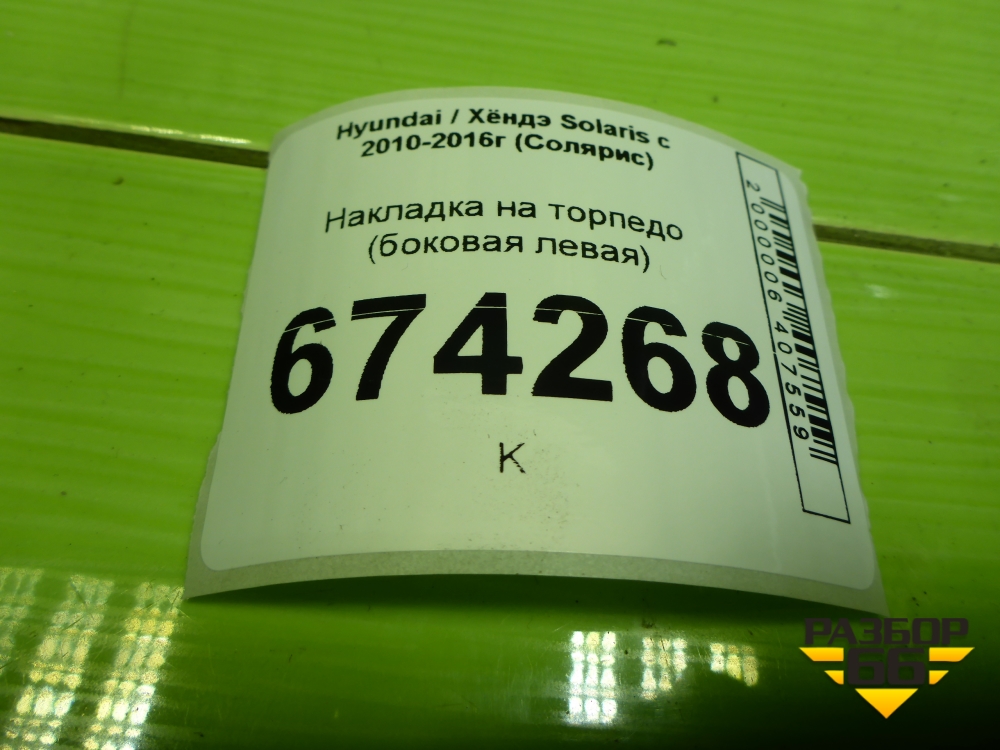 Hyundai / Хёндэ Solaris с
2010-2016г (Солярис)
Накладка на торпедо
(боковая левая)
674268
К
2000006407559
РАЗБОР
66